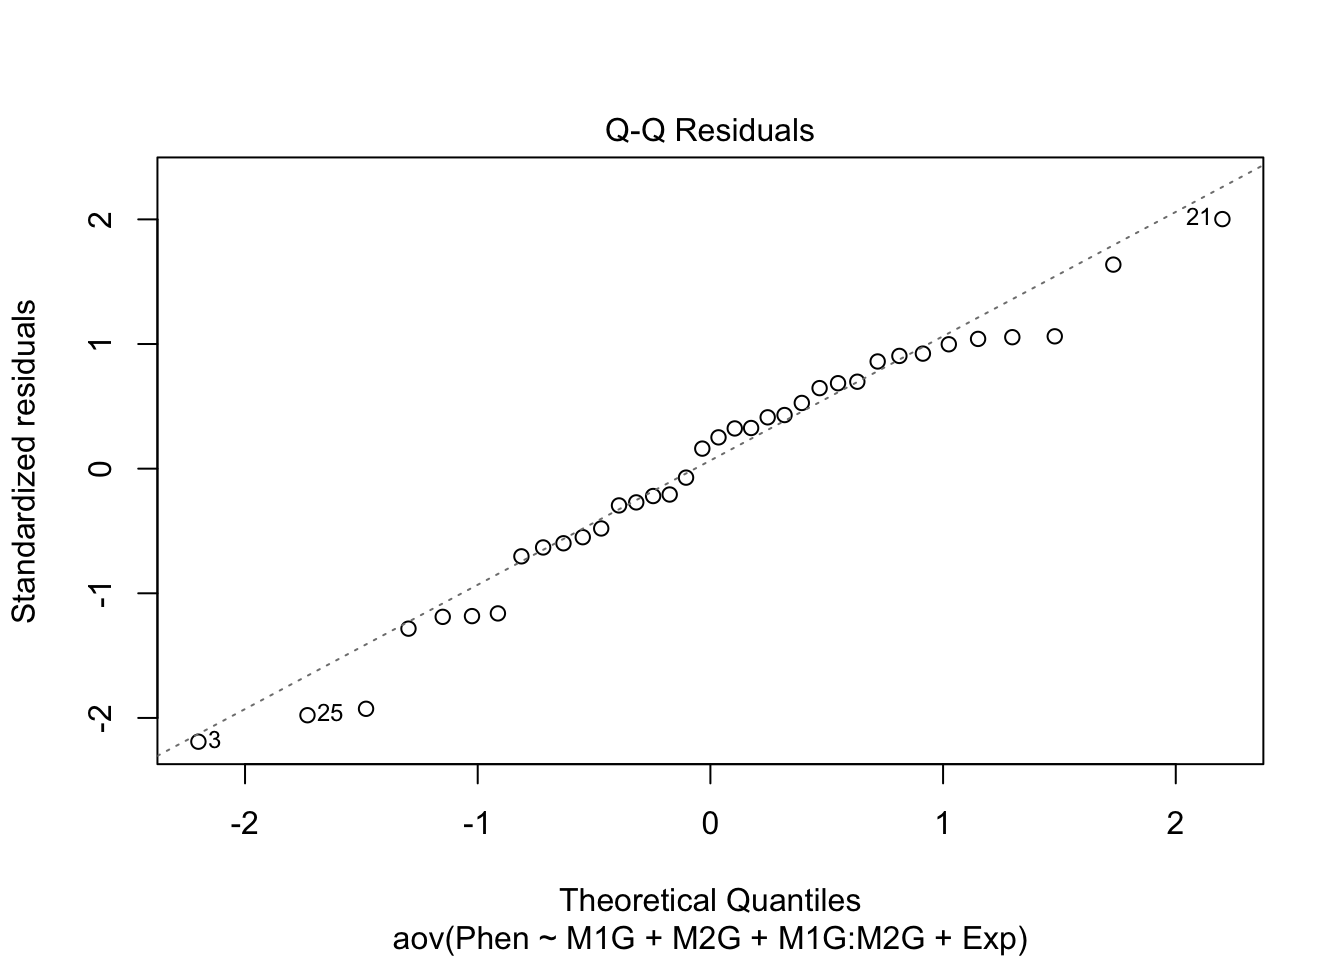 Q-Q Residuals
2
1
0
-1
-2
Standardized residuals
21
25
3
-2 -1 0 1 2
Theoretical Quantiles
aov(Phen ~ M1G + M2G + M1G:M2G + Exp)